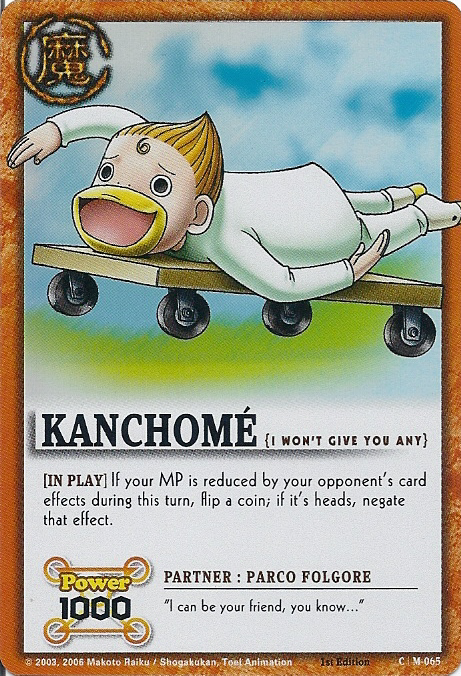 魔
KANCHOMÉ {I WON'T GIVE YOU ANY}
[IN PLAY] If your MP is reduced by your opponent's card
effects during this turn, flip a coin; if it's heads, negate
that effect.
Power
1000
PARTNER : PARCO FOLGORE
"I can be your friend, you know..."
© 2003, 2006 Makoto Raiku / Shogakukan, Toei Animation 1st Edition C | M-065